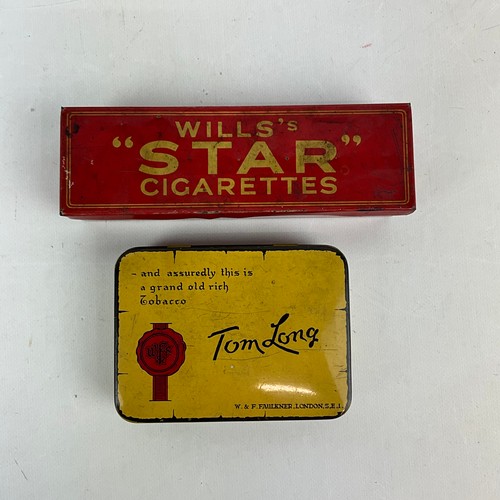 WILLS's
"STAR"
CIGARETTES
- and assuredly this is
a grand old rich
Tobacco
Tom Long
W. & F. FAULKNER, LONDON, S.E.1.